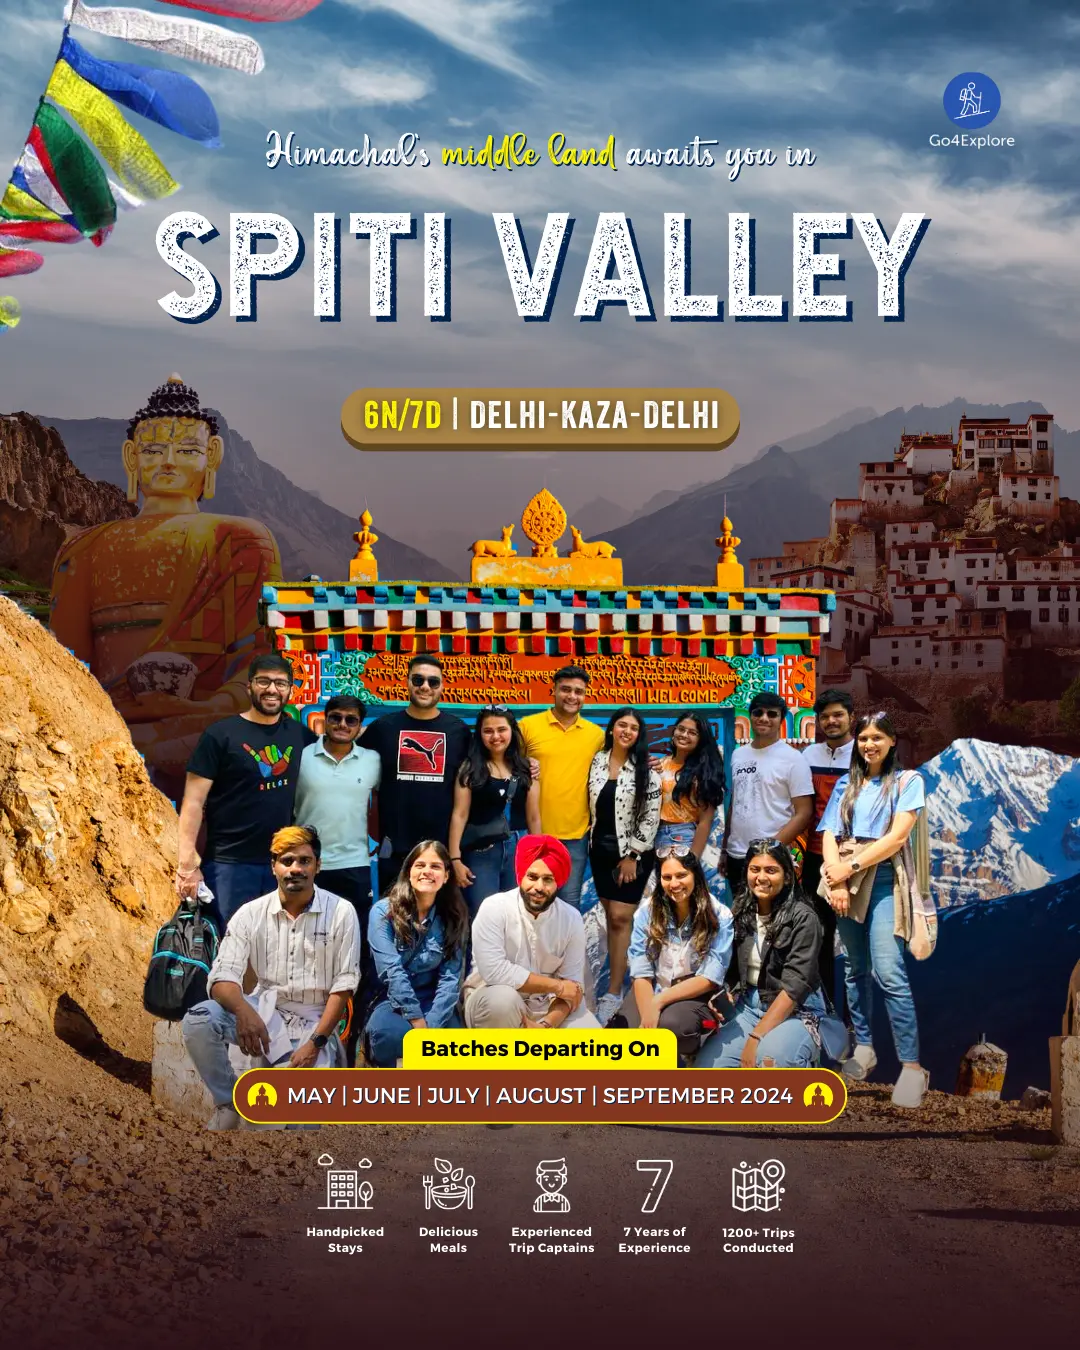 Go4Explore
Himachal's middle land awaits you in
SPITI VALLEY
6N/7D | DELHI-KAZA-DELHI
WELCOME
RELAX
PUMA
Batches Departing On
MAY | JUNE | JULY | AUGUST | SEPTEMBER 2024
7
Handpicked
Stays
Delicious
Meals
Experienced
Trip Captains
7 Years of
Experience
1200+ Trips
Conducted